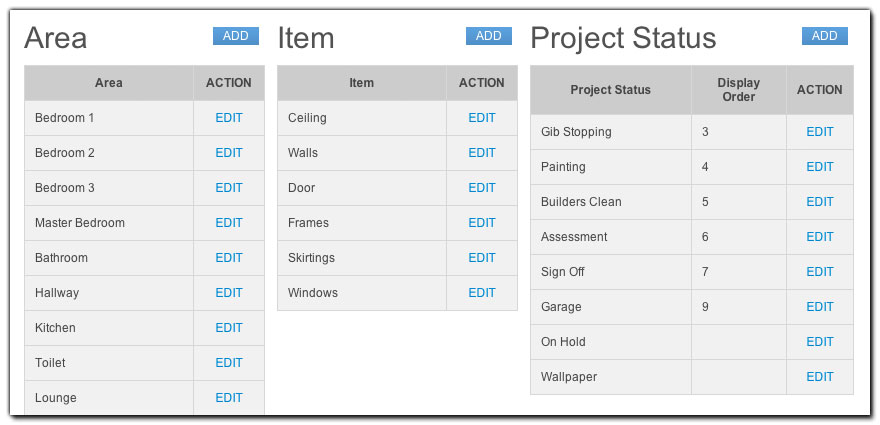 Area ADD
Area ACTION
Bedroom 1 EDIT
Bedroom 2 EDIT
Bedroom 3 EDIT
Master Bedroom EDIT
Bathroom EDIT
Hallway EDIT
Kitchen EDIT
Toilet EDIT
Lounge EDIT
Item ADD
Item ACTION
Ceiling EDIT
Walls EDIT
Door EDIT
Frames EDIT
Skirtings EDIT
Windows EDIT
Project Status ADD
Project Status Display Order ACTION
Gib Stopping 3 EDIT
Painting 4 EDIT
Builders Clean 5 EDIT
Assessment 6 EDIT
Sign Off 7 EDIT
Garage 9 EDIT
On Hold EDIT
Wallpaper EDIT